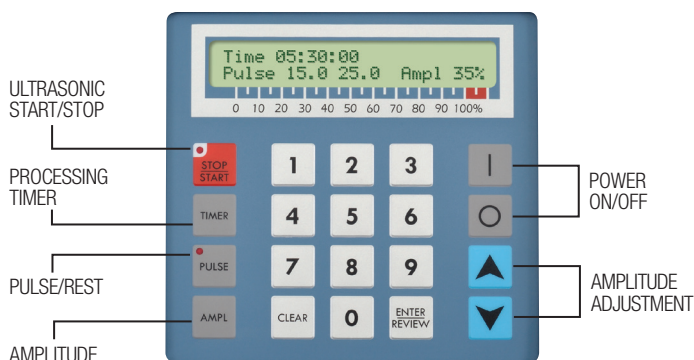 Time 05:30:00
Pulse 15.0 25.0 Ampl 35%
0 10 20 30 40 50 60 70 80 90 100%
ULTRASONIC
START/STOP
PROCESSING
TIMER
PULSE/REST
AMPLITUDE
STOP
START
1 2 3
TIMER
4 5 6
PULSE
7 8 9
AMPL
CLEAR
0
ENTER
REVIEW
POWER
ON/OFF
AMPLITUDE
ADJUSTMENT